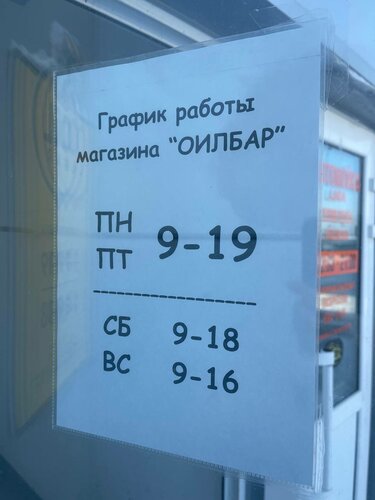 График работы
магазина "ОИЛБАР"
ПН
ПТ 9-19
СБ 9-18
ВС 9-16